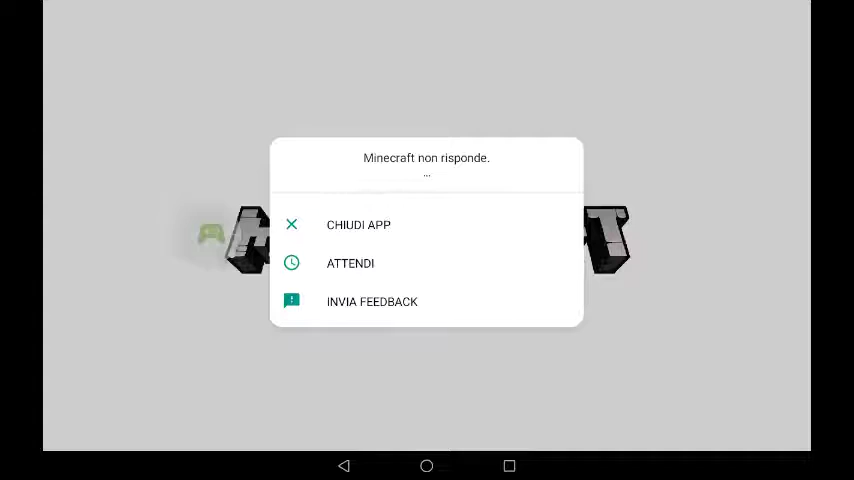 Minecraft non risponde.
...
CHIUDI APP
ATTENDI
INVIA FEEDBACK